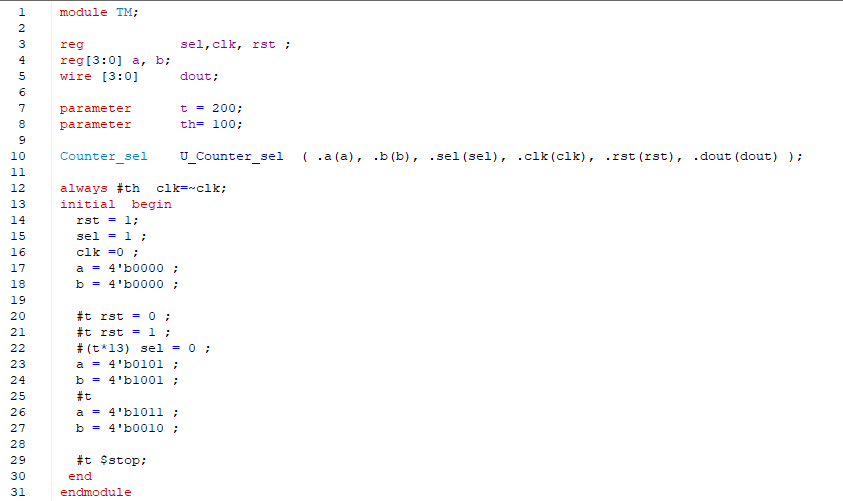 1 module TM;
2
3 reg sel,clk, rst ;
4 reg[3:0] a, b;
5 wire [3:0] dout;
6
7 parameter t = 200;
8 parameter th= 100;
9
10 Counter_sel U_Counter_sel ( .a(a), .b(b), .sel(sel), .clk(clk), .rst(rst), .dout(dout) );
11
12 always #th clk=~clk;
13 initial begin
14 rst = 1;
15 sel = 1 ;
16 clk =0 ;
17 a = 4'b0000 ;
18 b = 4'b0000 ;
19
20 #t rst = 0 ;
21 #t rst = 1 ;
22 #(t*13) sel = 0 ;
23 a = 4'b0101 ;
24 b = 4'b1001 ;
25 #t
26 a = 4'b1011 ;
27 b = 4'b0010 ;
28
29 #t $stop;
30 end
31 endmodule